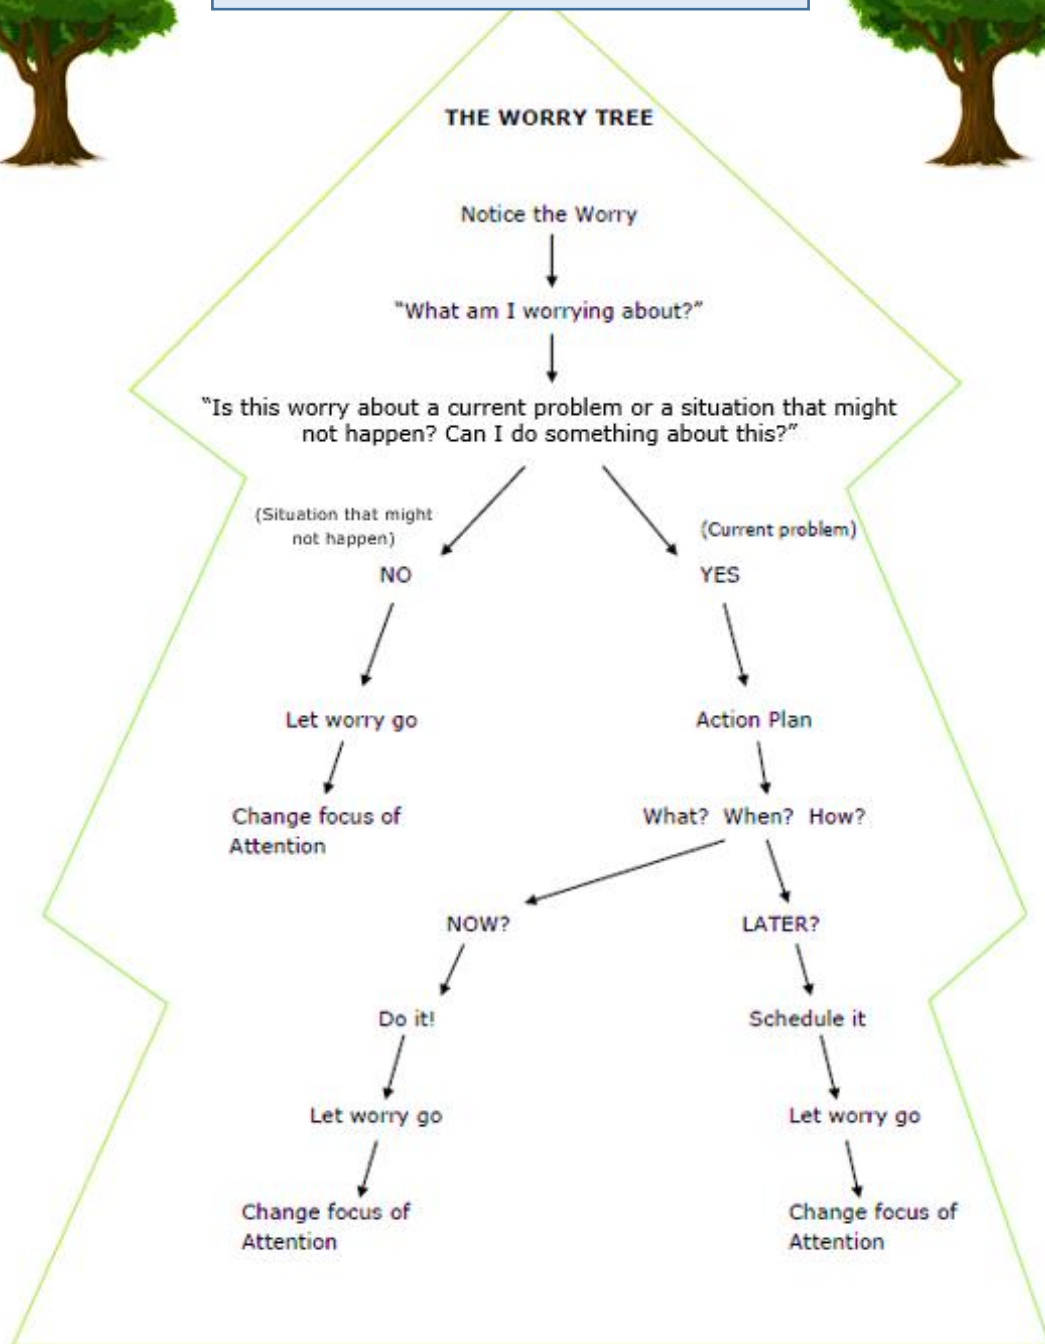 THE WORRY TREE
Notice the Worry
“What am I worrying about?”
“Is this worry about a current problem or a situation that might
not happen? Can I do something about this?”
(Situation that might
not happen)
(Current problem)
NO
YES
Let worry go
Action Plan
Change focus of
Attention
What? When? How?
NOW?
LATER?
Do it!
Schedule it
Let worry go
Let worry go
Change focus of
Attention
Change focus of
Attention